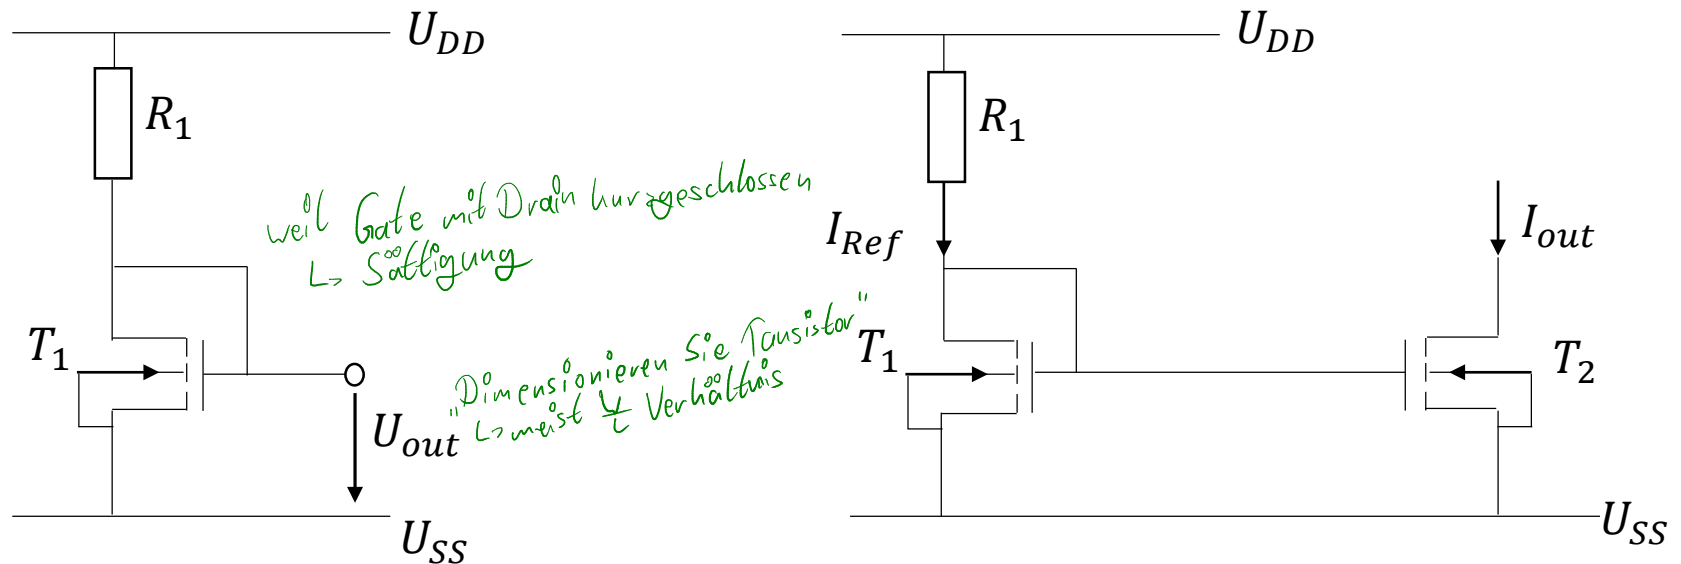 U_DD
R_1
weil Gate mit Drain kurzgeschlossen
↳ Sättigung
T_1
"Dimensionieren Sie Tansistor"
↳ meist W/L Verhältnis
U_out
U_SS
U_DD
R_1
I_Ref
I_out
T_1
T_2
U_SS